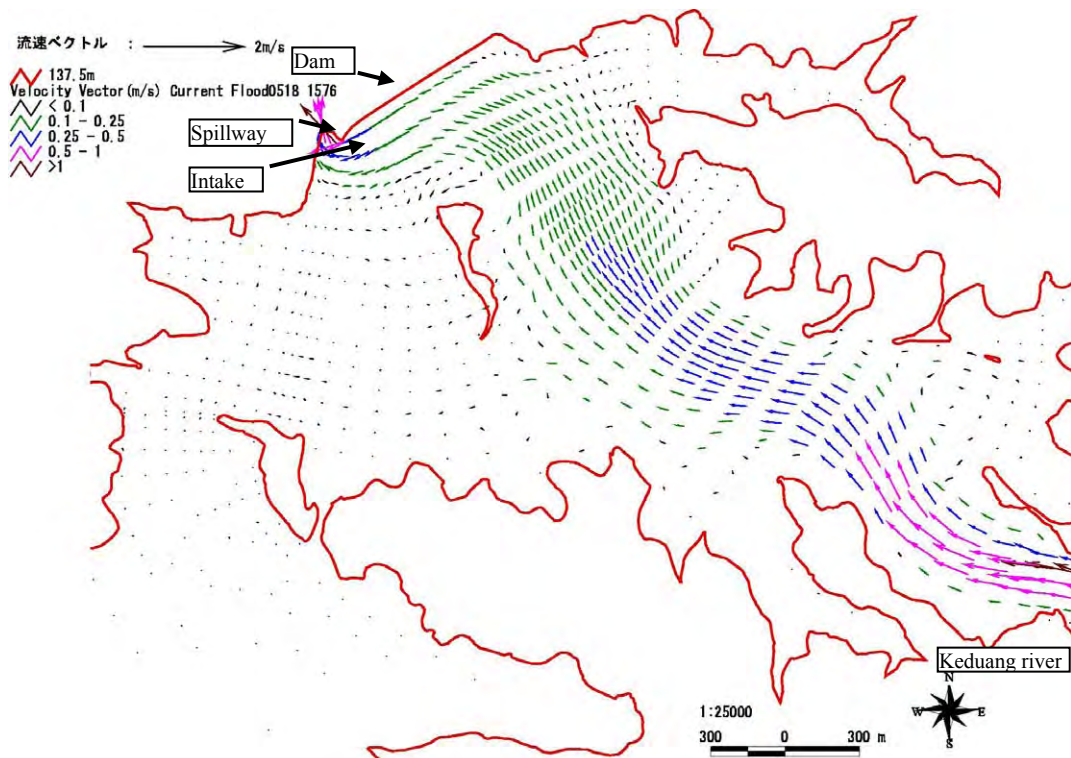 流速ベクトル : 2m/s
137.5m
Velocity Vector(m/s) Current Flood0518 1576
< 0.1
0.1 - 0.25
0.25 - 0.5
0.5 - 1
>1
Dam
Spillway
Intake
Keduang river
N
W E
S
1:25000
300 0 300 m